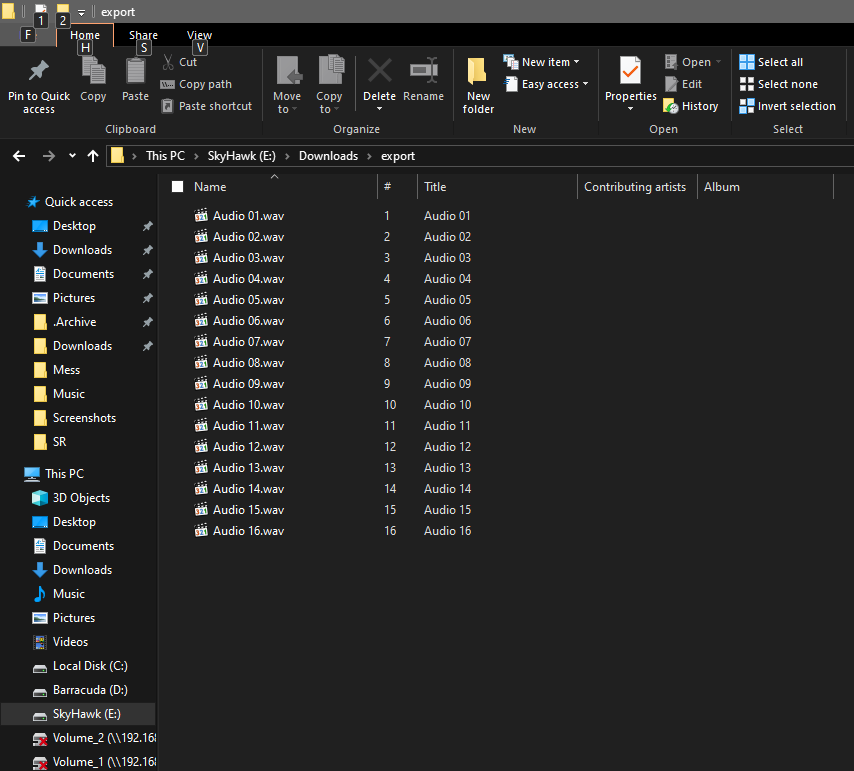 1 2 export
F Home Share View
H S V
Pin to Quick access
Copy
Paste
Cut
Copy path
Paste shortcut
Clipboard
Move to
Copy to
Delete
Rename
Organize
New folder
New item
Easy access
New
Properties
Open
Edit
History
Open
Select all
Select none
Invert selection
Select
This PC > SkyHawk (E:) > Downloads > export
Name # Title Contributing artists Album
Audio 01.wav 1 Audio 01
Audio 02.wav 2 Audio 02
Audio 03.wav 3 Audio 03
Audio 04.wav 4 Audio 04
Audio 05.wav 5 Audio 05
Audio 06.wav 6 Audio 06
Audio 07.wav 7 Audio 07
Audio 08.wav 8 Audio 08
Audio 09.wav 9 Audio 09
Audio 10.wav 10 Audio 10
Audio 11.wav 11 Audio 11
Audio 12.wav 12 Audio 12
Audio 13.wav 13 Audio 13
Audio 14.wav 14 Audio 14
Audio 15.wav 15 Audio 15
Audio 16.wav 16 Audio 16
Quick access
Desktop
Downloads
Documents
Pictures
.Archive
Downloads
Mess
Music
Screenshots
SR
This PC
3D Objects
Desktop
Documents
Downloads
Music
Pictures
Videos
Local Disk (C:)
Barracuda (D:)
SkyHawk (E:)
Volume_2 (\\192.168
Volume_1 (\\192.168